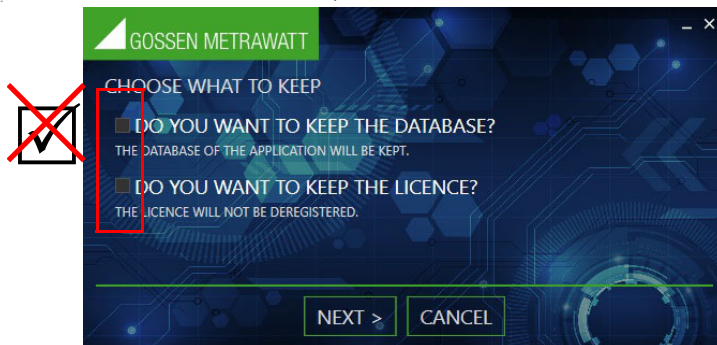 GOSSEN METRAWATT
CHOOSE WHAT TO KEEP
DO YOU WANT TO KEEP THE DATABASE?
THE DATABASE OF THE APPLICATION WILL BE KEPT.
DO YOU WANT TO KEEP THE LICENCE?
THE LICENCE WILL NOT BE DEREGISTERED.
NEXT > CANCEL